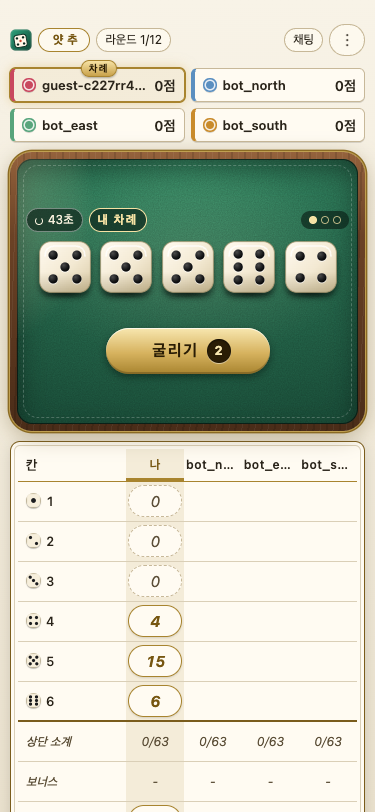 얏 추 라운드 1/12 채팅
차례
guest-c227rr4... 0점 bot_north 0점
bot_east 0점 bot_south 0점
43초 내 차례
굴리기 2
칸 나 bot_n... bot_e... bot_s...
1 0
2 0
3 0
4 4
5 15
6 6
상단 소계 0/63 0/63 0/63 0/63
보너스 - - - -